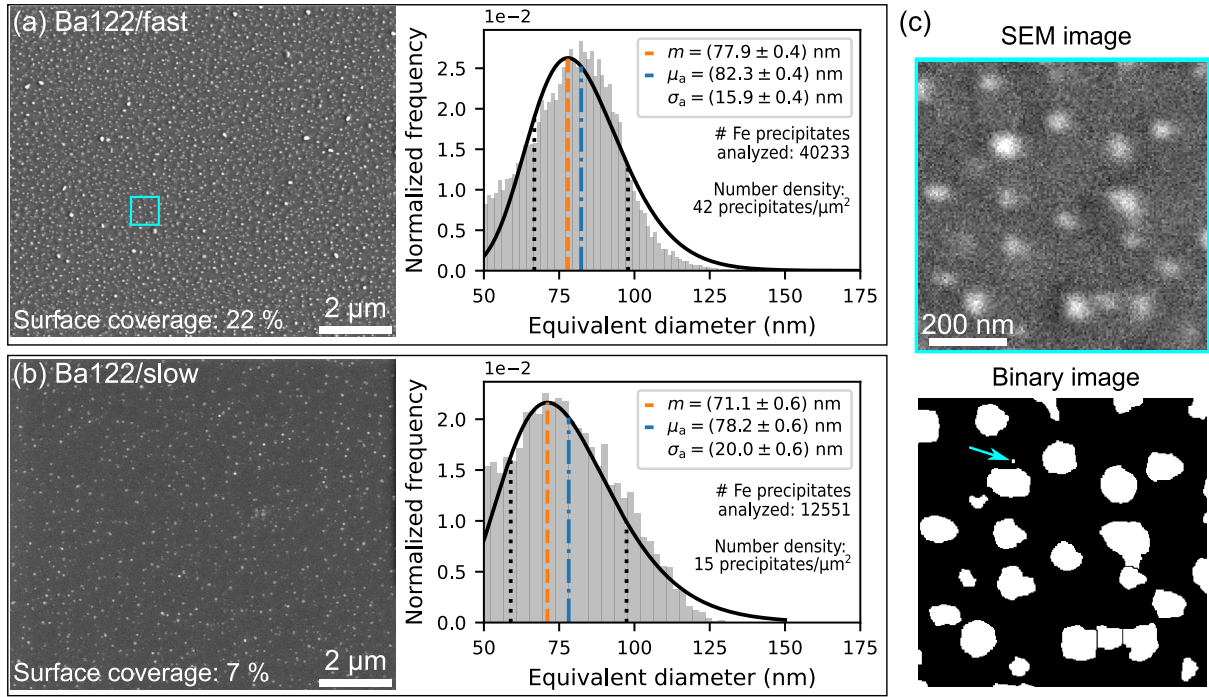 (a) Ba122/fast
Surface coverage: 22 %
2 µm
1e−2
Normalized frequency
2.5
2.0
1.5
1.0
0.5
0.0
50
75
100
125
150
175
Equivalent diameter (nm)
m = (77.9 ± 0.4) nm
μa = (82.3 ± 0.4) nm
σa = (15.9 ± 0.4) nm
# Fe precipitates
analyzed: 40233
Number density:
42 precipitates/µm²
(b) Ba122/slow
Surface coverage: 7 %
2 µm
1e−2
Normalized frequency
2.0
1.5
1.0
0.5
0.0
50
75
100
125
150
175
Equivalent diameter (nm)
m = (71.1 ± 0.6) nm
μa = (78.2 ± 0.6) nm
σa = (20.0 ± 0.6) nm
# Fe precipitates
analyzed: 12551
Number density:
15 precipitates/µm²
(c)
SEM image
200 nm
Binary image